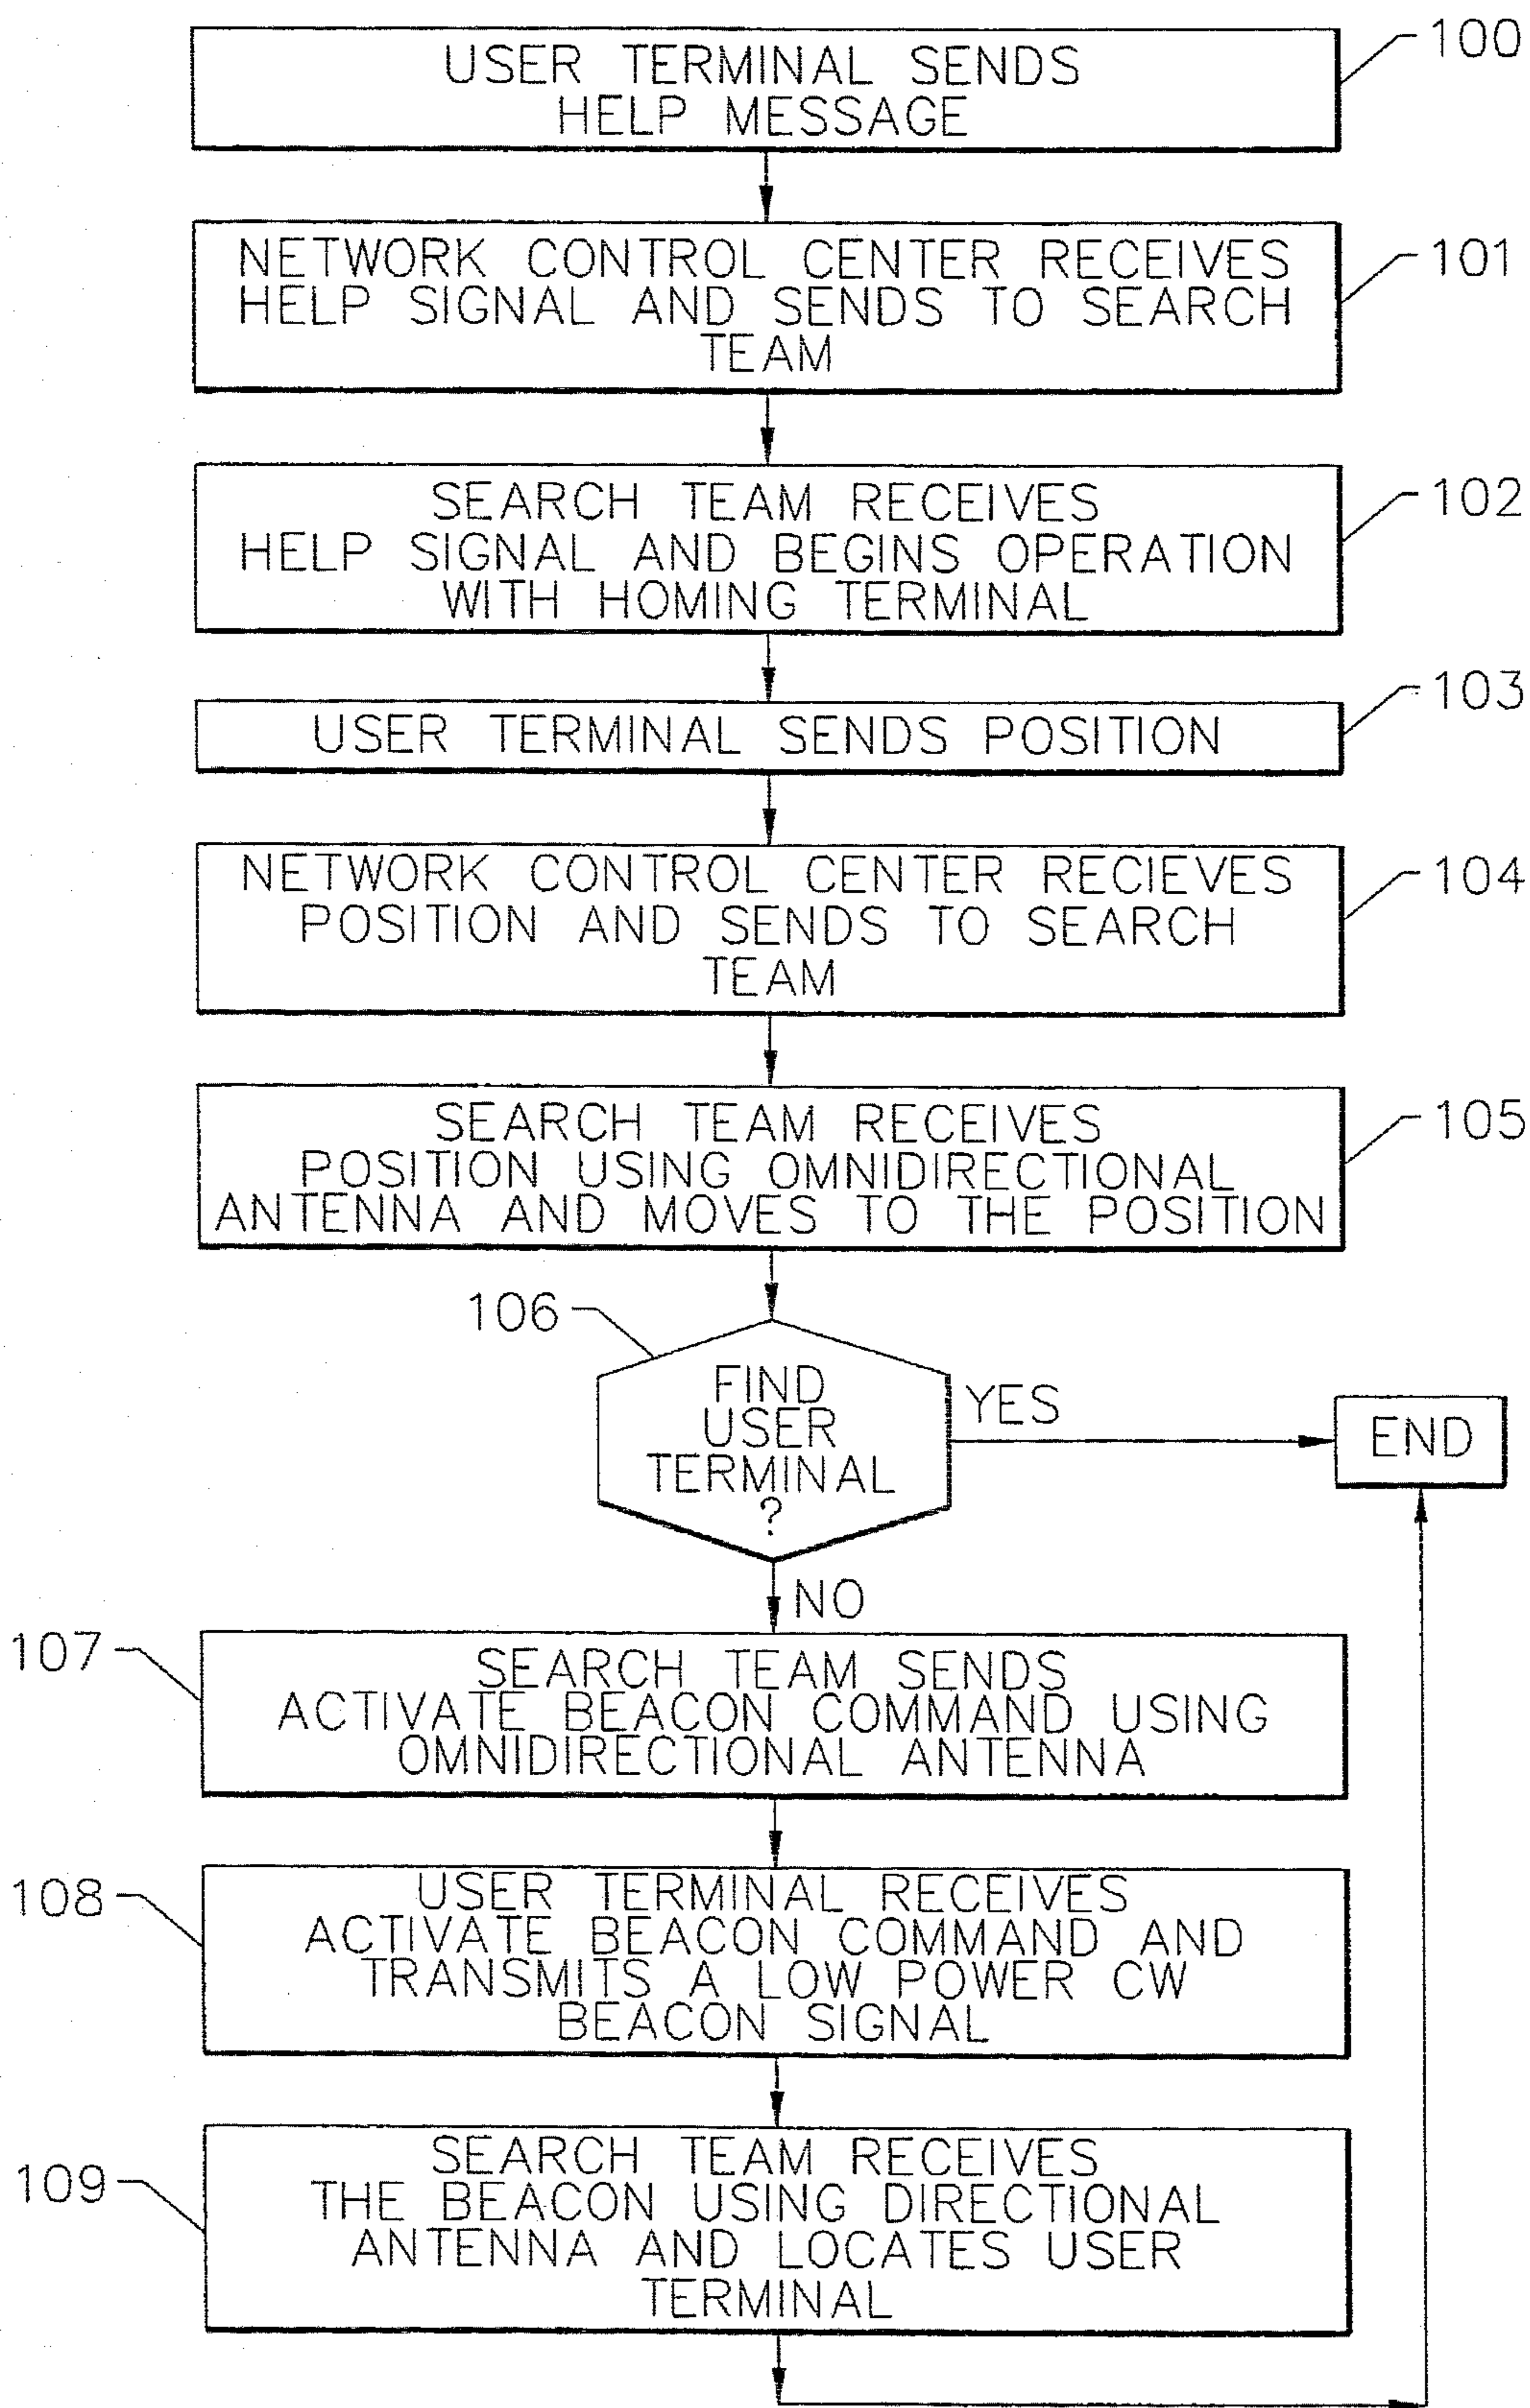 USER TERMINAL SENDS
HELP MESSAGE
100
NETWORK CONTROL CENTER RECEIVES
HELP SIGNAL AND SENDS TO SEARCH
TEAM
101
SEARCH TEAM RECEIVES
HELP SIGNAL AND BEGINS OPERATION
WITH HOMING TERMINAL
102
USER TERMINAL SENDS POSITION
103
NETWORK CONTROL CENTER RECIEVES
POSITION AND SENDS TO SEARCH
TEAM
104
SEARCH TEAM RECEIVES
POSITION USING OMNIDIRECTIONAL
ANTENNA AND MOVES TO THE POSITION
105
106
FIND
USER
TERMINAL
?
YES
END
NO
107
SEARCH TEAM SENDS
ACTIVATE BEACON COMMAND USING
OMNIDIRECTIONAL ANTENNA
108
USER TERMINAL RECEIVES
ACTIVATE BEACON COMMAND AND
TRANSMITS A LOW POWER CW
BEACON SIGNAL
109
SEARCH TEAM RECEIVES
THE BEACON USING DIRECTIONAL
ANTENNA AND LOCATES USER
TERMINAL